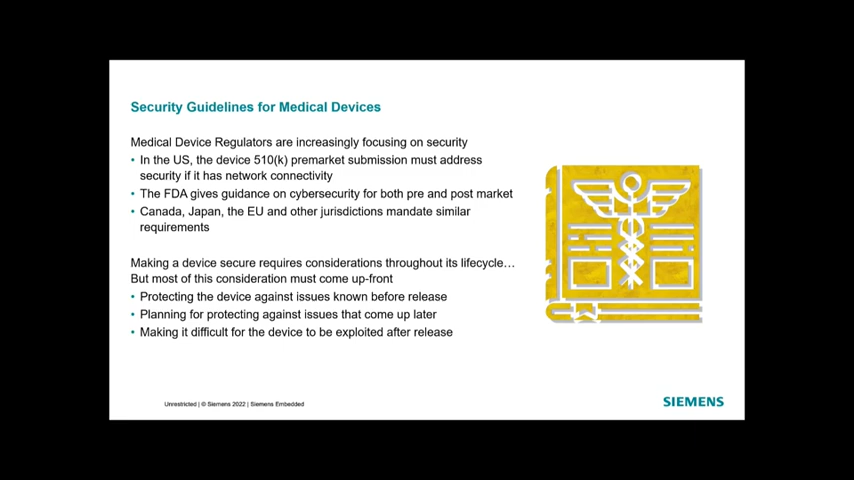 Security Guidelines for Medical Devices
Medical Device Regulators are increasingly focusing on security
• In the US, the device 510(k) premarket submission must address
security if it has network connectivity
• The FDA gives guidance on cybersecurity for both pre and post market
• Canada, Japan, the EU and other jurisdictions mandate similar
requirements
Making a device secure requires considerations throughout its lifecycle…
But most of this consideration must come up-front
• Protecting the device against issues known before release
• Planning for protecting against issues that come up later
• Making it difficult for the device to be exploited after release
Unrestricted | © Siemens 2022 | Siemens Embedded
SIEMENS